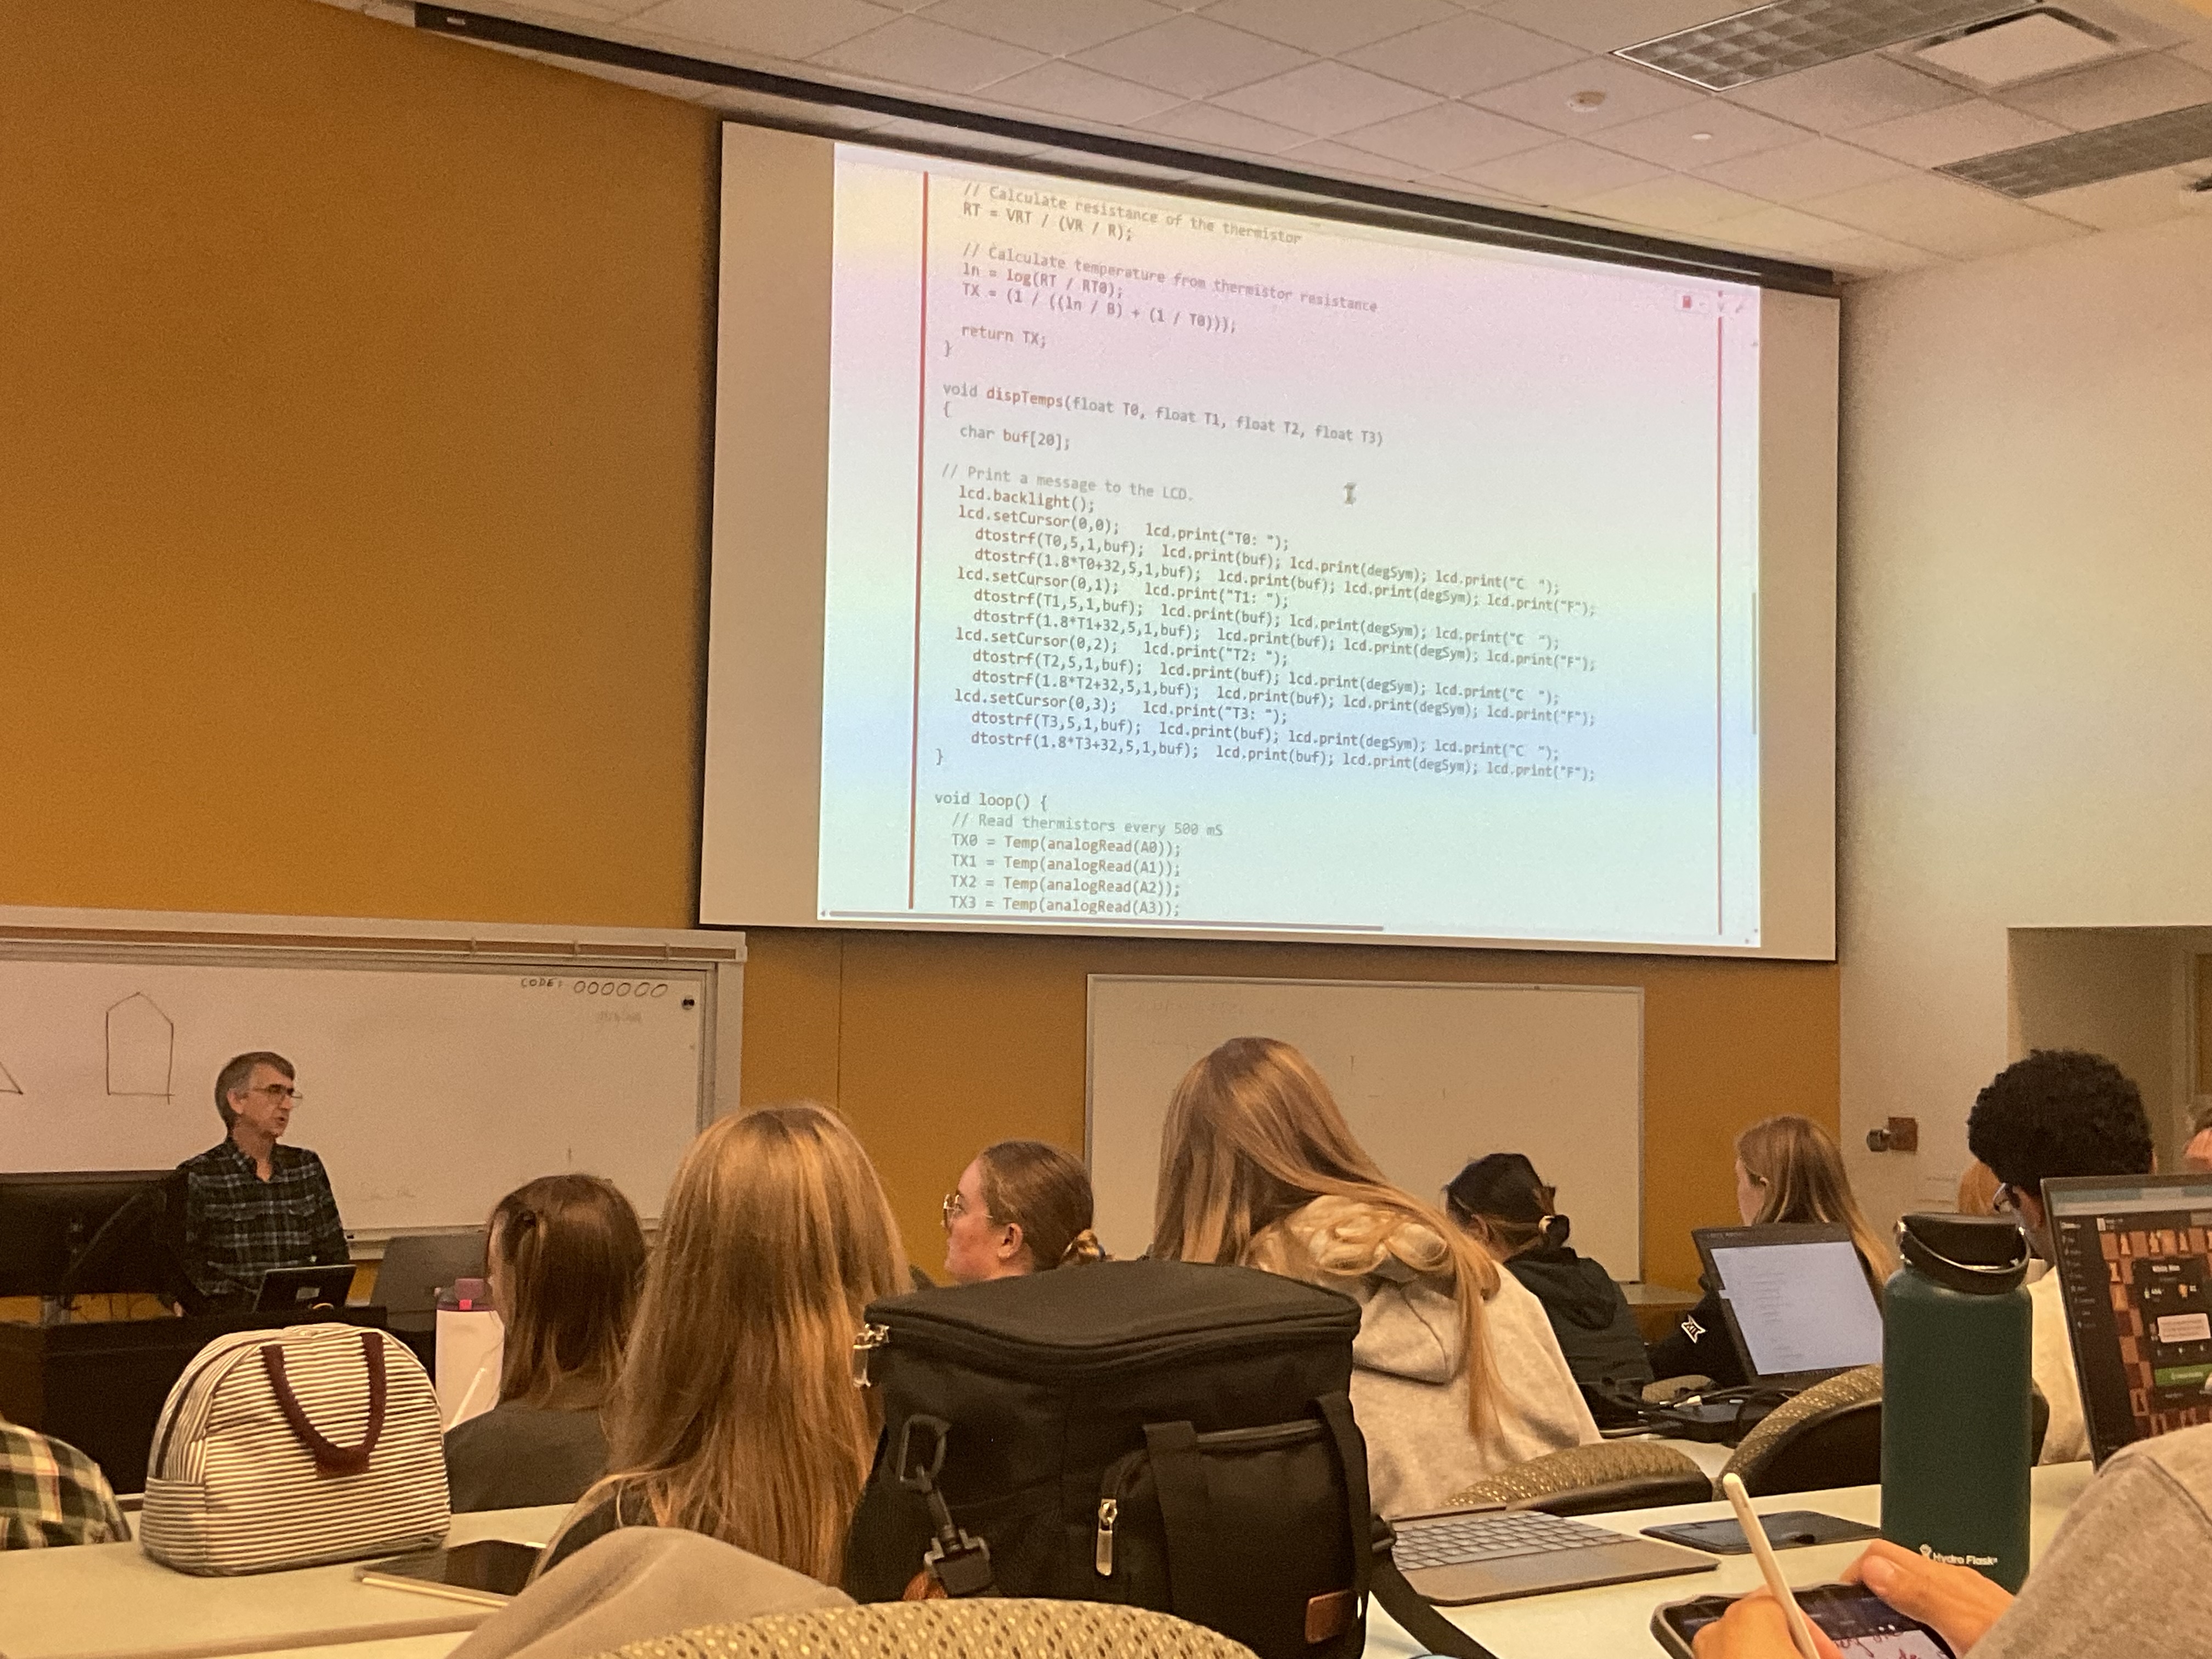 // Calculate resistance of the thermistor
RT = VRT / (VR / R);
// Calculate temperature from thermistor resistance
ln = log(RT / RT0);
TX = (1 / ((ln / B) + (1 / T0)));
return TX;
}
void dispTemps(float T0, float T1, float T2, float T3)
{
char buf[20];
// Print a message to the LCD.
lcd.backlight();
lcd.setCursor(0,0); lcd.print("T0: ");
dtostrf(T0,5,1,buf); lcd.print(buf); lcd.print(degSym); lcd.print("C ");
dtostrf(1.8*T0+32,5,1,buf); lcd.print(buf); lcd.print(degSym); lcd.print("F");
lcd.setCursor(0,1); lcd.print("T1: ");
dtostrf(T1,5,1,buf); lcd.print(buf); lcd.print(degSym); lcd.print("C ");
dtostrf(1.8*T1+32,5,1,buf); lcd.print(buf); lcd.print(degSym); lcd.print("F");
lcd.setCursor(0,2); lcd.print("T2: ");
dtostrf(T2,5,1,buf); lcd.print(buf); lcd.print(degSym); lcd.print("C ");
dtostrf(1.8*T2+32,5,1,buf); lcd.print(buf); lcd.print(degSym); lcd.print("F");
lcd.setCursor(0,3); lcd.print("T3: ");
dtostrf(T3,5,1,buf); lcd.print(buf); lcd.print(degSym); lcd.print("C ");
dtostrf(1.8*T3+32,5,1,buf); lcd.print(buf); lcd.print(degSym); lcd.print("F");
}
void loop() {
// Read thermistors every 500 mS
TX0 = Temp(analogRead(A0));
TX1 = Temp(analogRead(A1));
TX2 = Temp(analogRead(A2));
TX3 = Temp(analogRead(A3));
CODE: 000000
XII
Hydro Flask